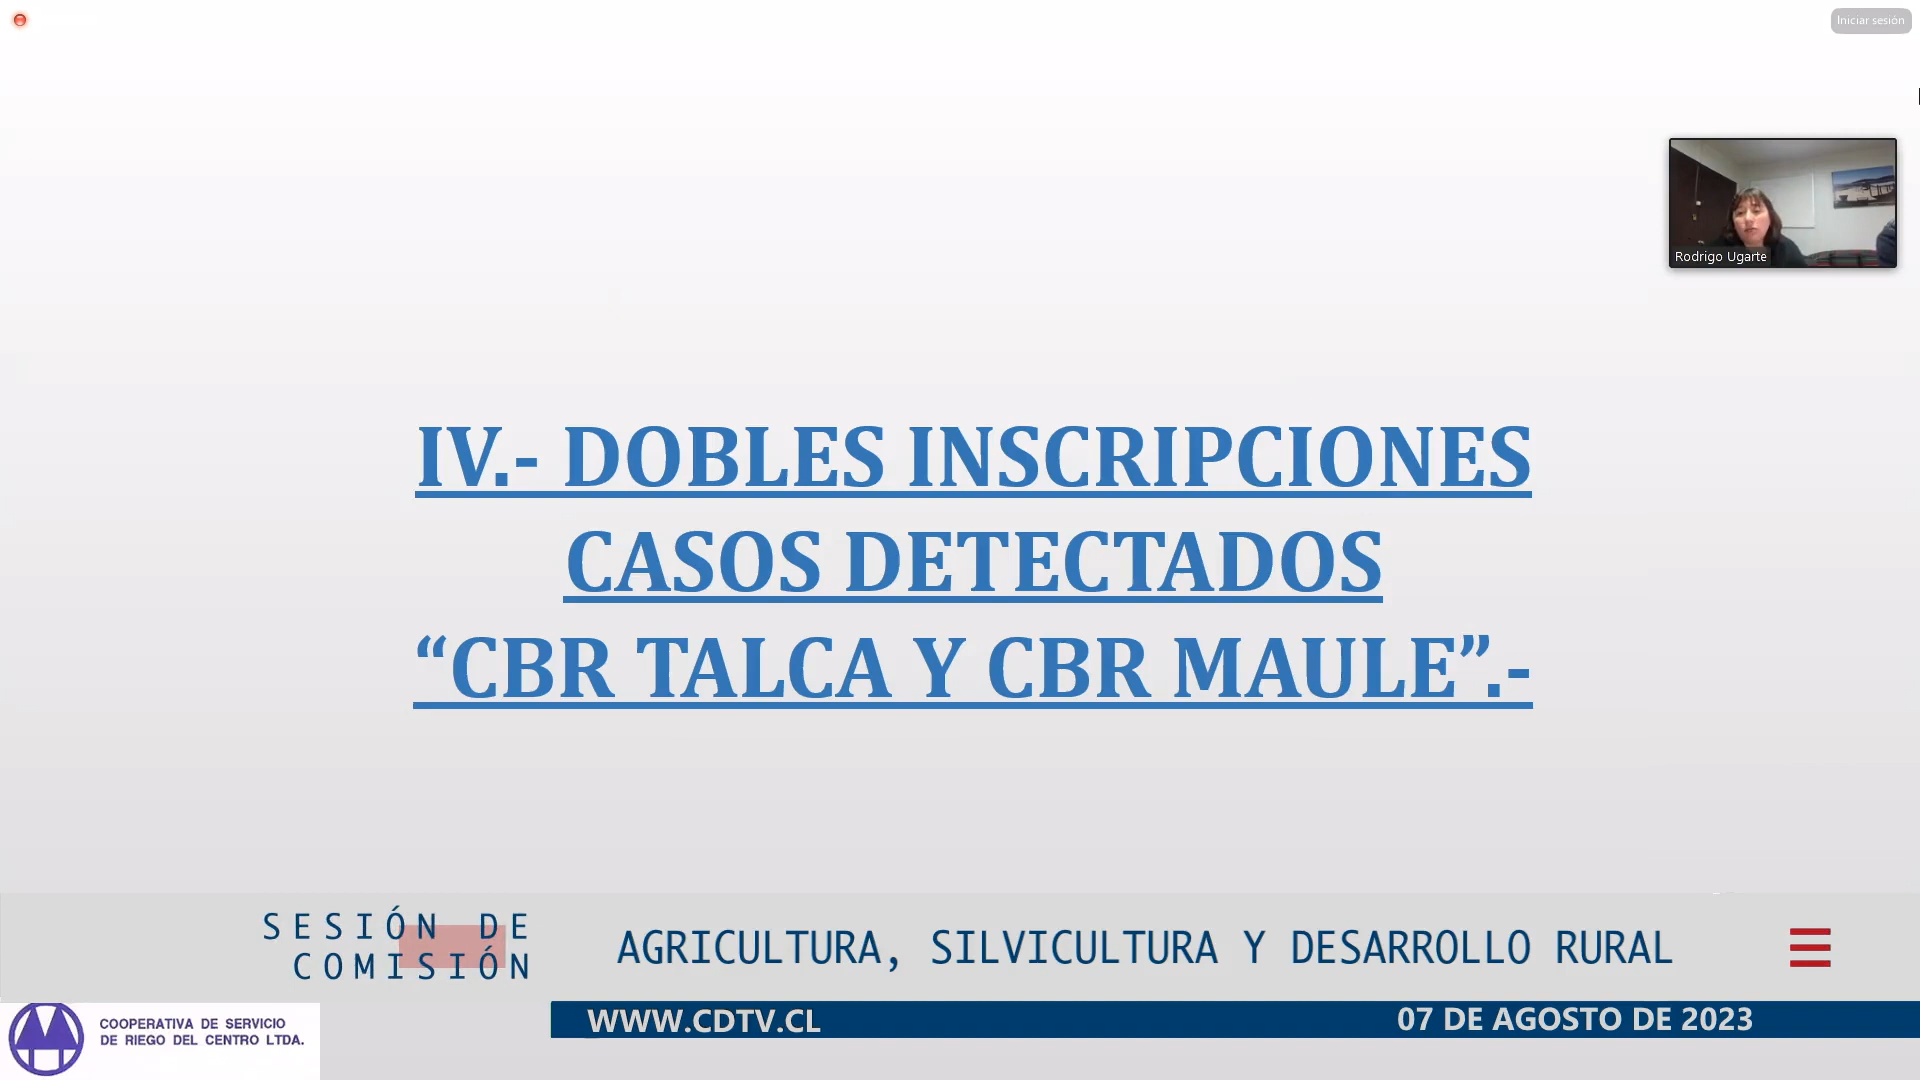 Iniciar sesión
Rodrigo Ugarte
IV.- DOBLES INSCRIPCIONES
CASOS DETECTADOS
“CBR TALCA Y CBR MAULE”.-
SESIÓN DE
COMISIÓN
AGRICULTURA, SILVICULTURA Y DESARROLLO RURAL
COOPERATIVA DE SERVICIO
DE RIEGO DEL CENTRO LTDA.
WWW.CDTV.CL
07 DE AGOSTO DE 2023